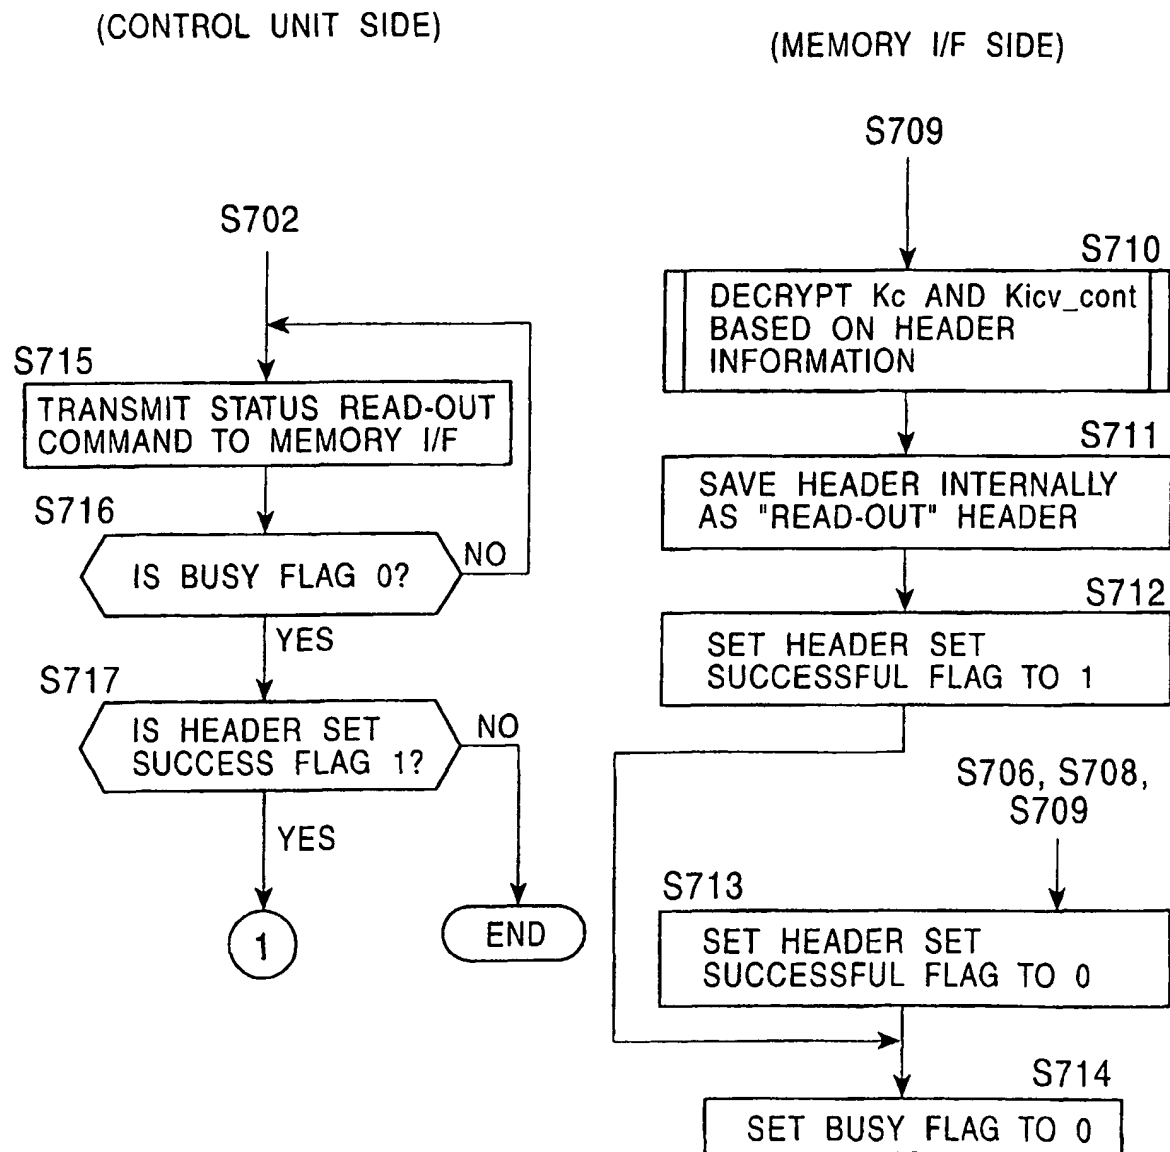 (CONTROL UNIT SIDE)
S702
S715
TRANSMIT STATUS READ-OUT
COMMAND TO MEMORY I/F
S716
IS BUSY FLAG 0?
NO
YES
S717
IS HEADER SET
SUCCESS FLAG 1?
NO
YES
1
END
(MEMORY I/F SIDE)
S709
S710
DECRYPT Kc AND Kicv_cont
BASED ON HEADER
INFORMATION
S711
SAVE HEADER INTERNALLY
AS "READ-OUT" HEADER
S712
SET HEADER SET
SUCCESSFUL FLAG TO 1
S706, S708,
S709
S713
SET HEADER SET
SUCCESSFUL FLAG TO 0
S714
SET BUSY FLAG TO 0